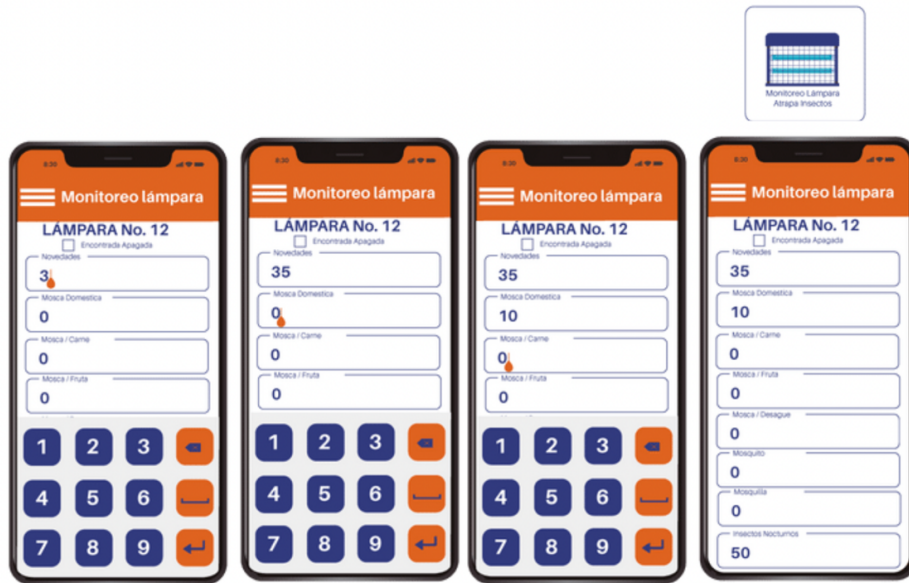 Monitoreo Lámpara
Atrapa Insectos
8:30
Monitoreo lámpara
LÁMPARA No. 12
Encontrada Apagada
Novedades
3
Mosca Domestica
0
Mosca / Carne
0
Mosca / Fruta
0
1 2 3
4 5 6
7 8 9
8:30
Monitoreo lámpara
LÁMPARA No. 12
Encontrada Apagada
Novedades
35
Mosca Domestica
0
Mosca / Carne
0
Mosca / Fruta
0
1 2 3
4 5 6
7 8 9
8:30
Monitoreo lámpara
LÁMPARA No. 12
Encontrada Apagada
Novedades
35
Mosca Domestica
10
Mosca / Carne
0
Mosca / Fruta
0
1 2 3
4 5 6
7 8 9
8:30
Monitoreo lámpara
LÁMPARA No. 12
Encontrada Apagada
Novedades
35
Mosca Domestica
10
Mosca / Carne
0
Mosca / Fruta
0
Mosca / Desague
0
Mosquito
0
Mosquilla
0
Insectos Nocturnos
50